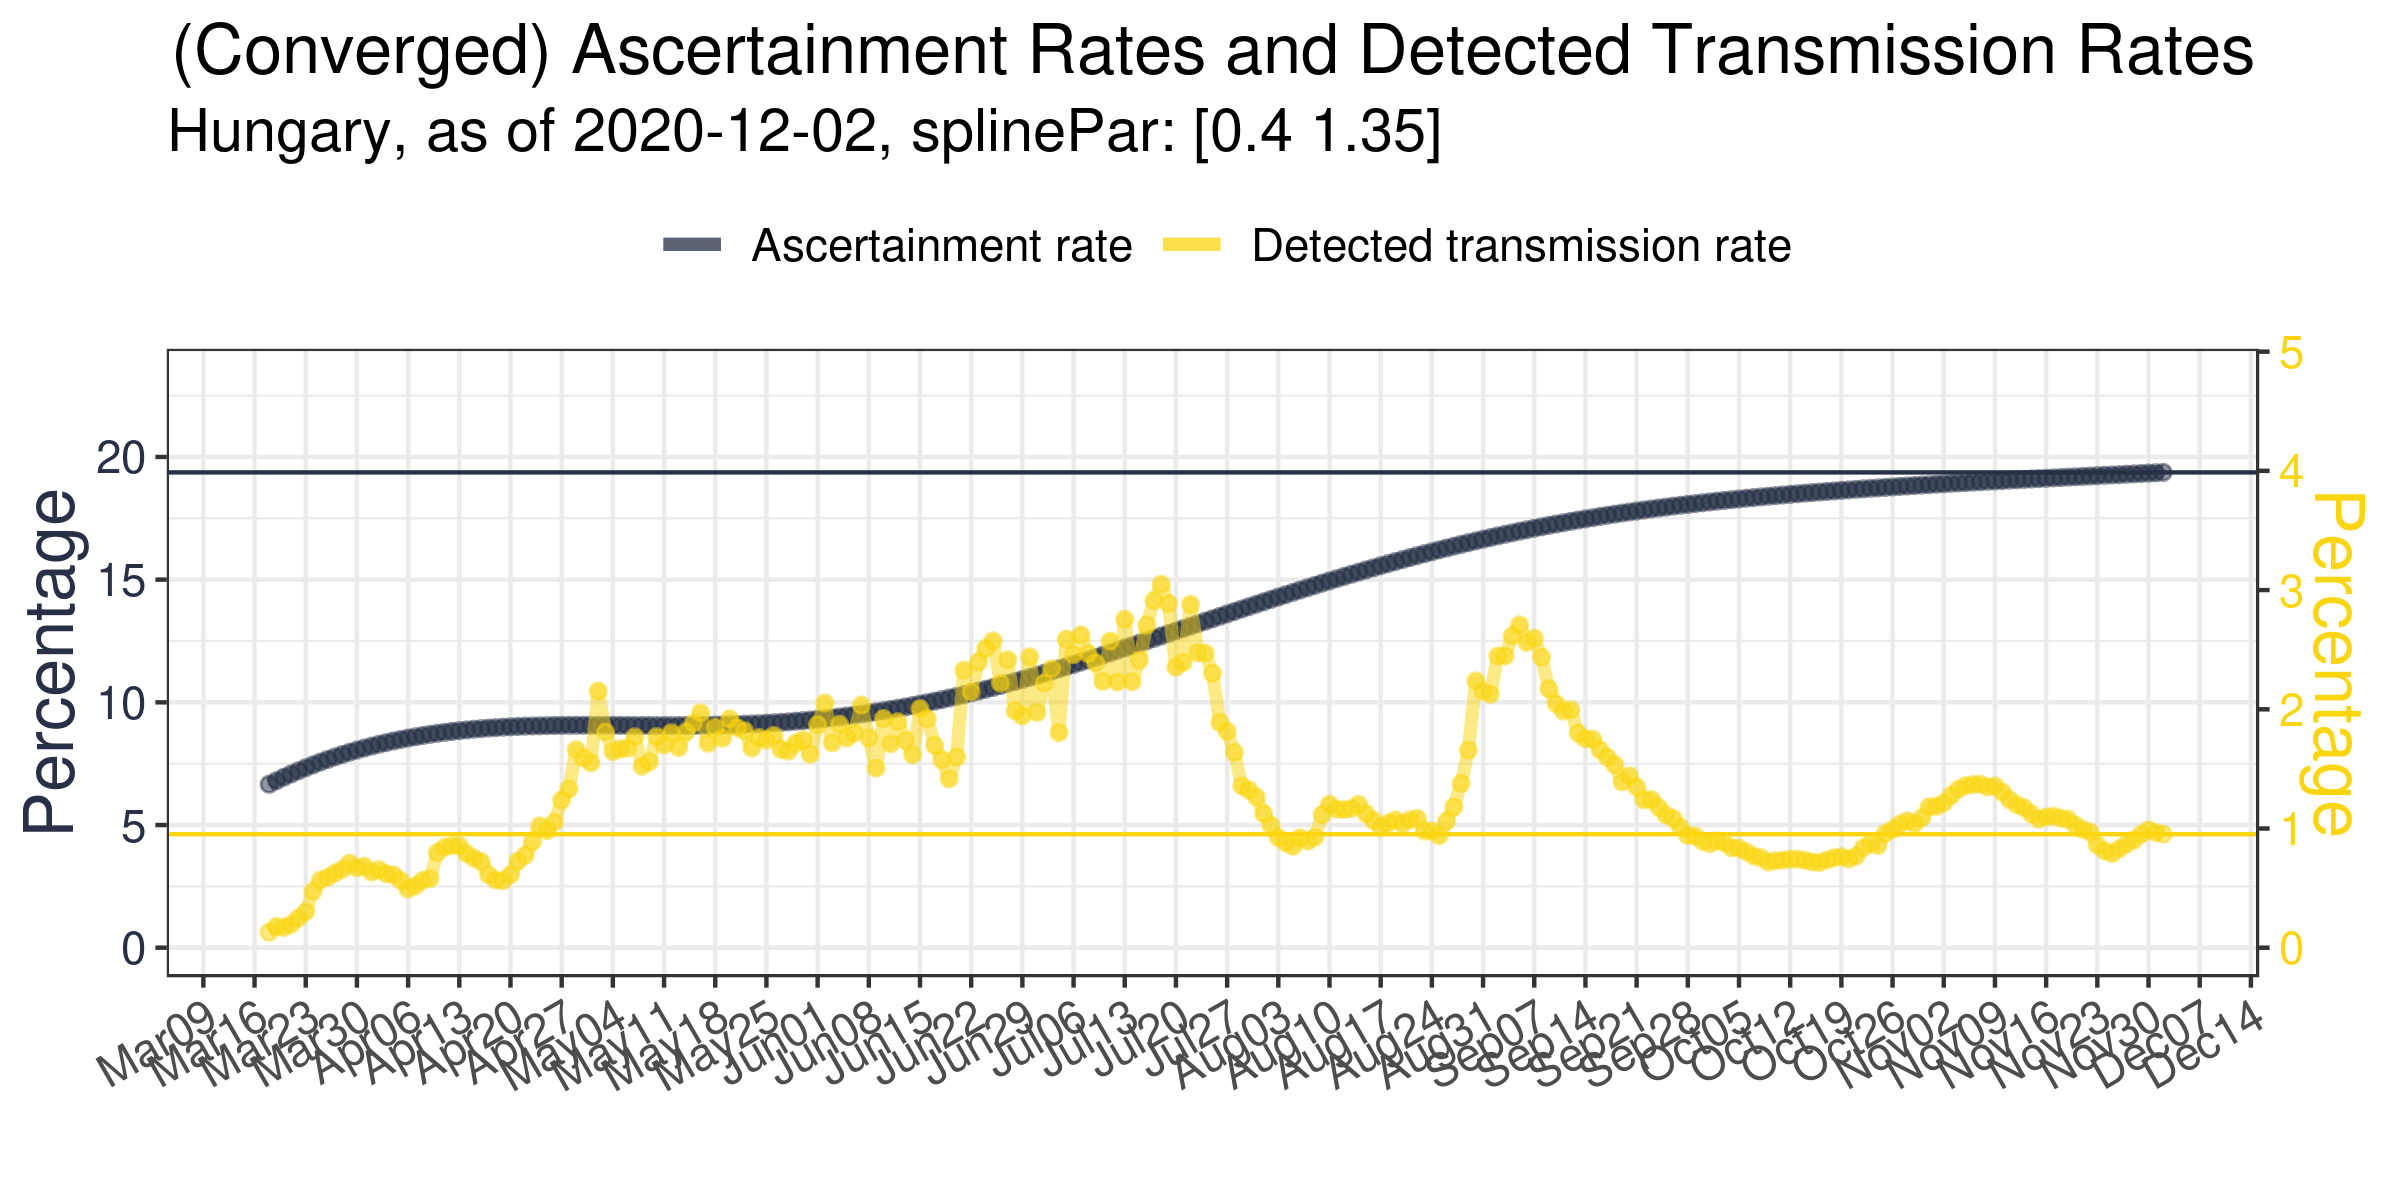 (Converged) Ascertainment Rates and Detected Transmission Rates
Hungary, as of 2020-12-02, splinePar: [0.4 1.35]
Ascertainment rate
Detected transmission rate
Percentage
20
15
10
5
0
5
4
3
2
1
0
Percentage
Mar09
Mar16
Mar23
Mar30
Apr06
Apr13
Apr20
Apr27
May04
May11
May18
May25
Jun01
Jun08
Jun15
Jun22
Jun29
Jul06
Jul13
Jul20
Jul27
Aug03
Aug10
Aug17
Aug24
Aug31
Sep07
Sep14
Sep21
Sep28
Oct05
Oct12
Oct19
Oct26
Nov02
Nov09
Nov16
Nov23
Nov30
Dec07
Dec14